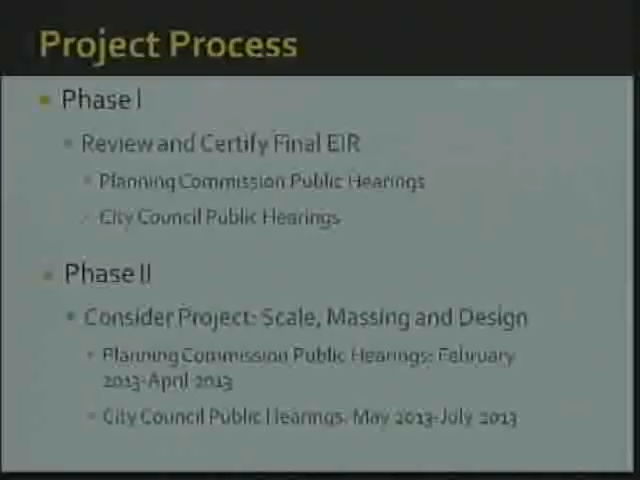 Project Process
Phase I
Review and Certify Final EIR
Planning Commission Public Hearings
City Council Public Hearings
Phase II
Consider Project: Scale, Massing and Design
Planning Commission Public Hearings: February
2013-April 2013
City Council Public Hearings: May 2013-July 2013